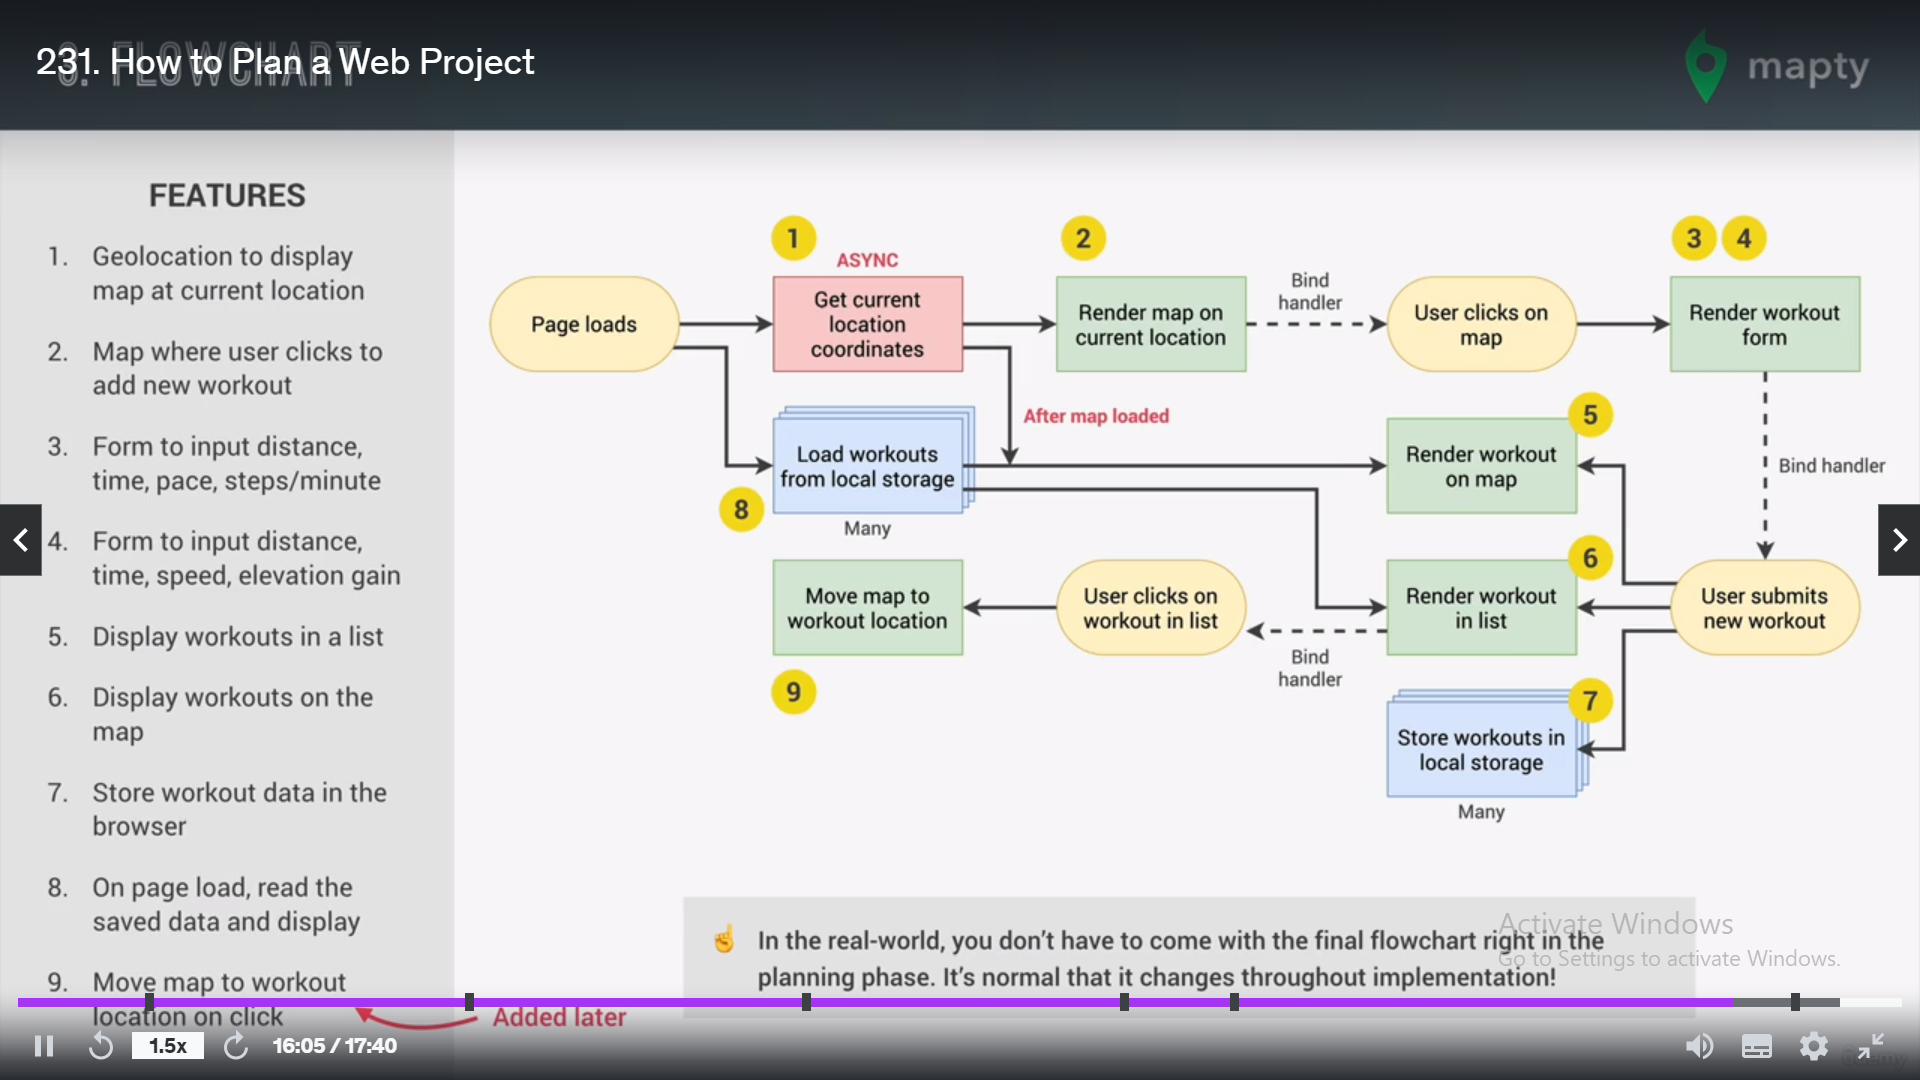 3. FLOWCHART
231. How to Plan a Web Project
mapty
FEATURES
1. Geolocation to display
map at current location
2. Map where user clicks to
add new workout
3. Form to input distance,
time, pace, steps/minute
4. Form to input distance,
time, speed, elevation gain
5. Display workouts in a list
6. Display workouts on the
map
7. Store workout data in the
browser
8. On page load, read the
saved data and display
9. Move map to workout
location on click
Added later
1
2
3 4
ASYNC
Page loads
Get current
location
coordinates
Render map on
current location
Bind
handler
User clicks on
map
Render workout
form
After map loaded
5
Load workouts
from local storage
8
Many
Render workout
on map
Bind handler
6
Move map to
workout location
9
User clicks on
workout in list
Bind
handler
Render workout
in list
User submits
new workout
7
Store workouts in
local storage
Many
☝ In the real-world, you don't have to come with the final flowchart right in the
planning phase. It's normal that it changes throughout implementation!
Activate Windows
Go to Settings to activate Windows.
1.5x
16:05 / 17:40
udemy